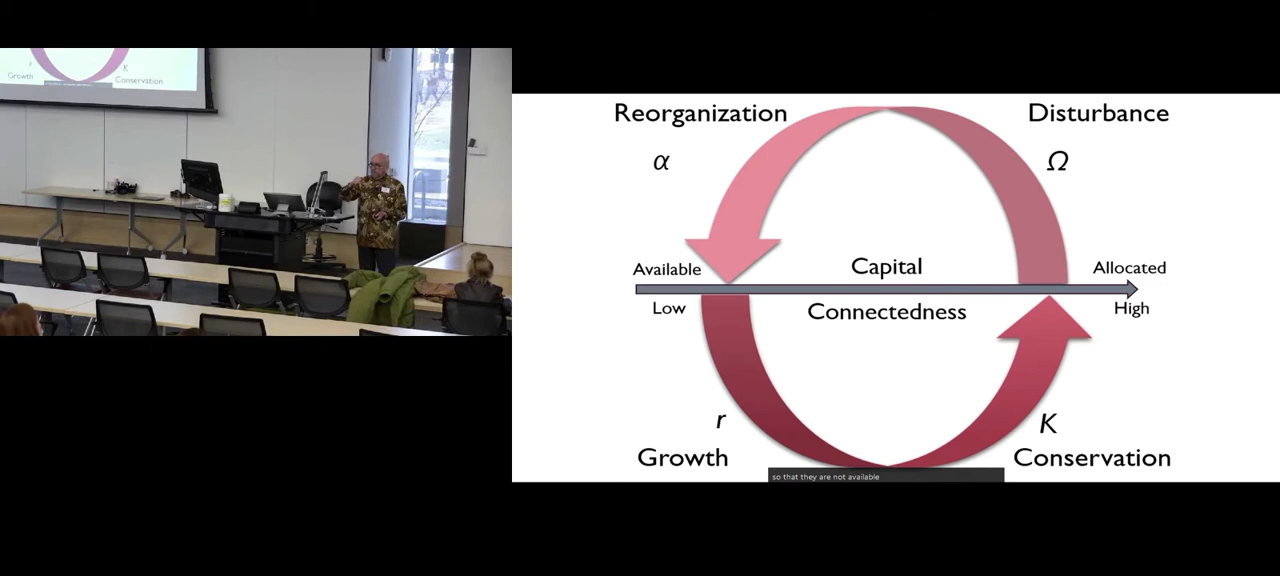 r
Growth
K
Conservation
Reorganization
Disturbance
α
Ω
Available
Capital
Allocated
Low
Connectedness
High
r
K
Growth
Conservation
so that they are not available